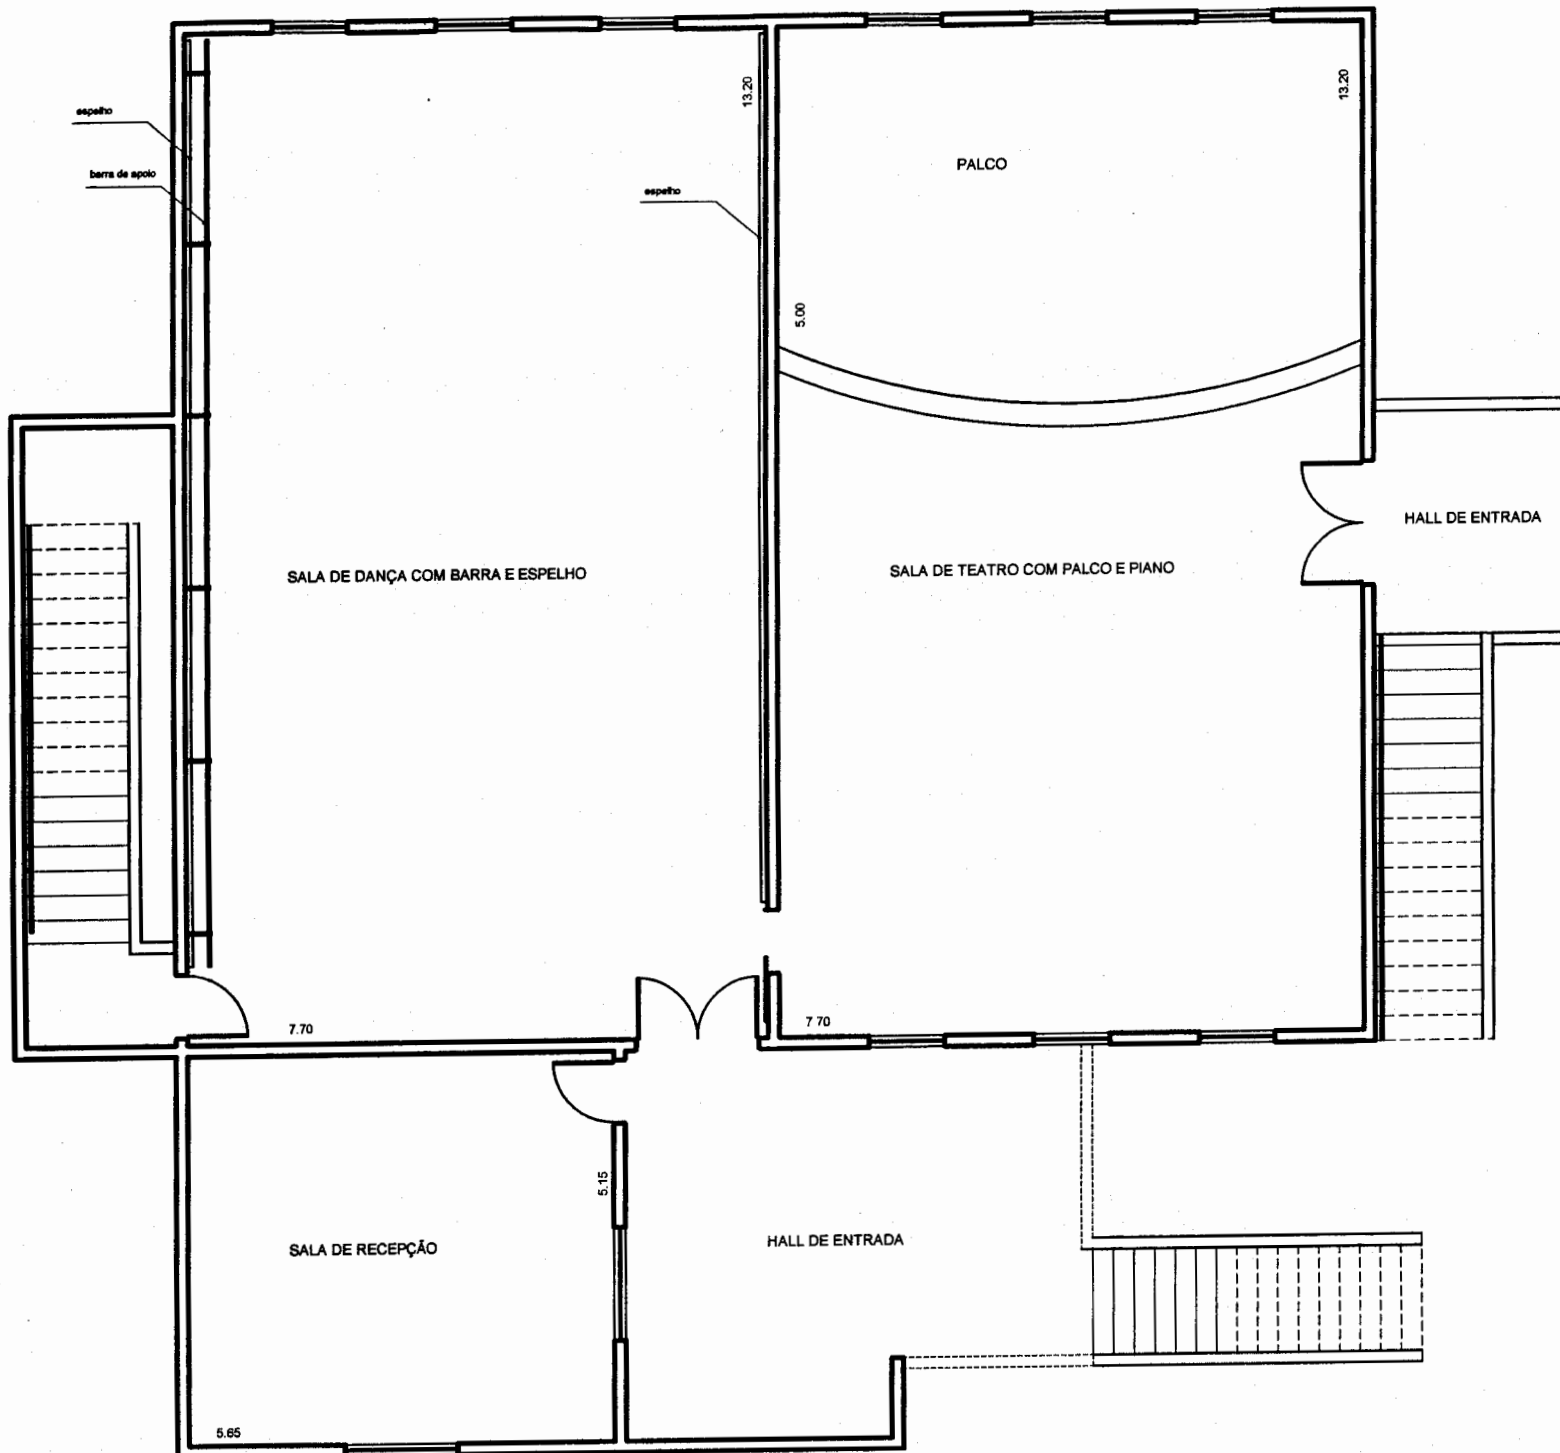 13.20
13.20
espelho
PALCO
barra de apoio
espelho
5.00
HALL DE ENTRADA
SALA DE DANÇA COM BARRA E ESPELHO
SALA DE TEATRO COM PALCO E PIANO
7.70
7 70
5.15
SALA DE RECEPÇÃO
HALL DE ENTRADA
5.65